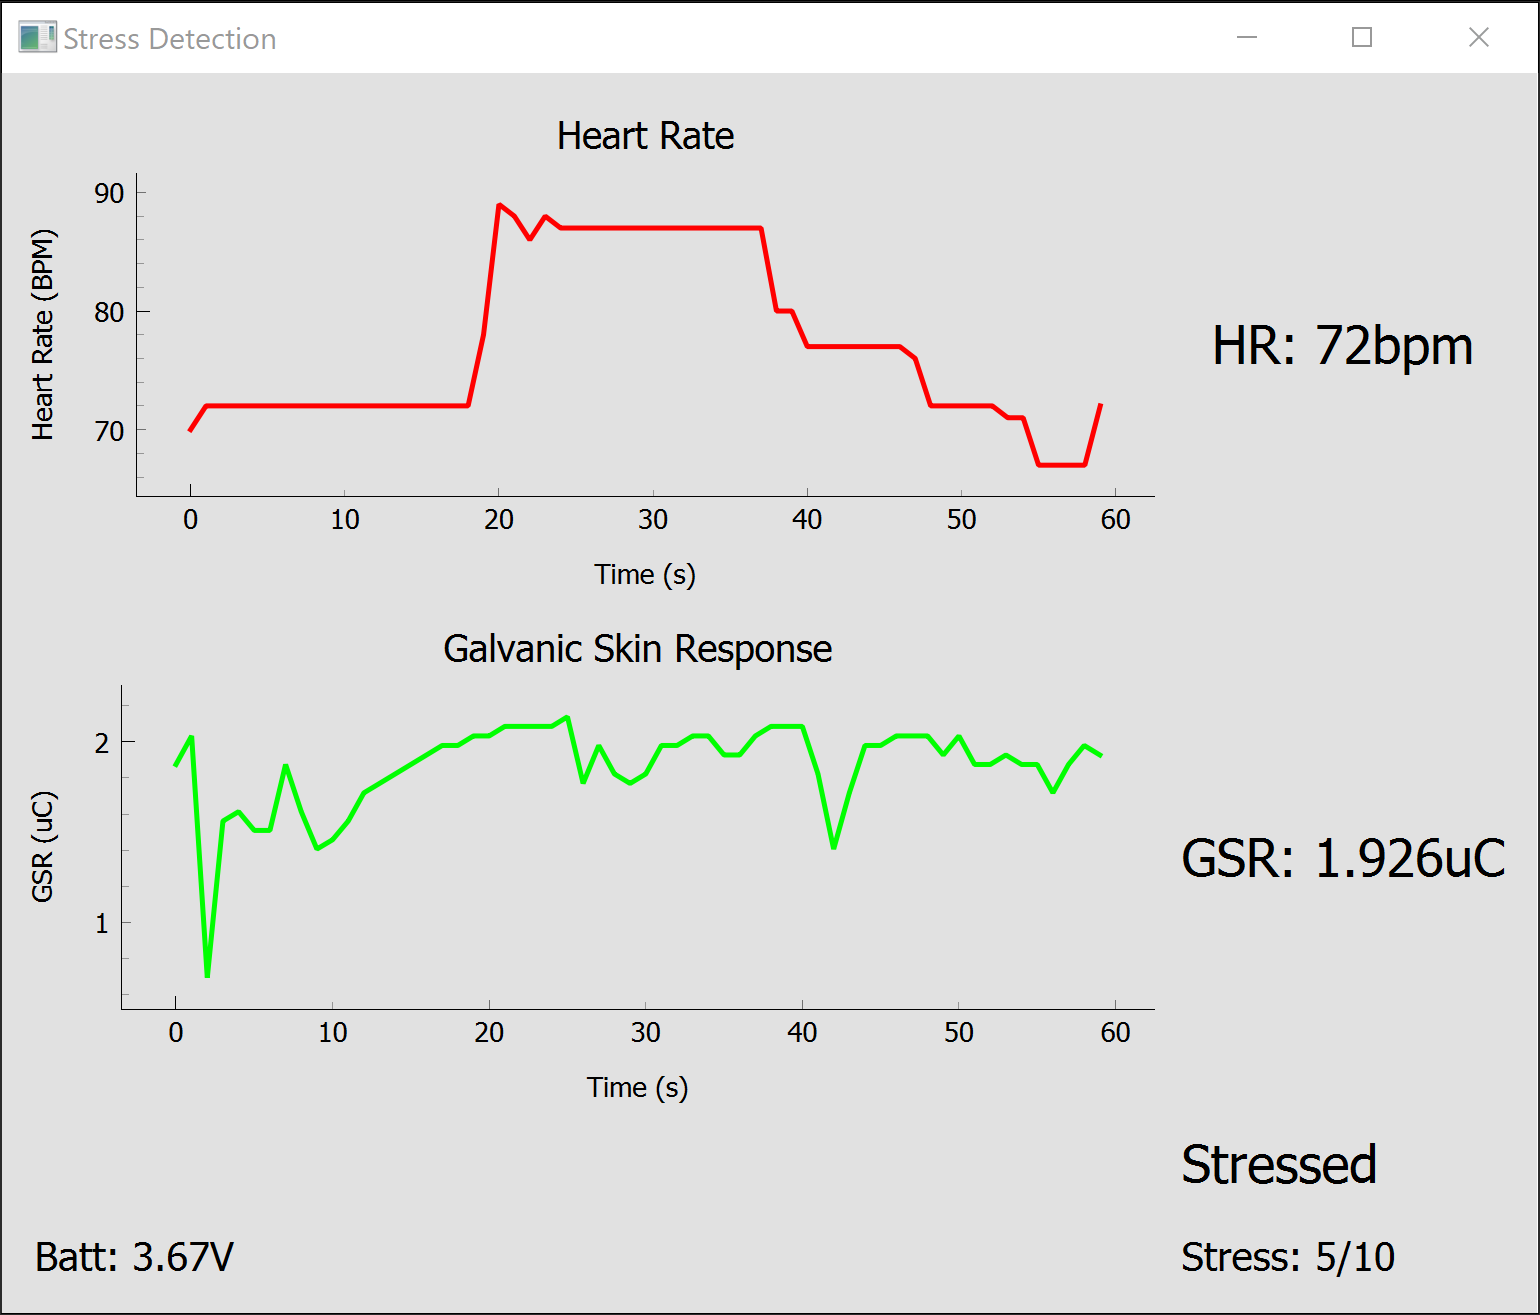 Stress Detection
Heart Rate
90
80
70
Heart Rate (BPM)
0 10 20 30 40 50 60
Time (s)
HR: 72bpm
Galvanic Skin Response
2
1
GSR (uC)
0 10 20 30 40 50 60
Time (s)
GSR: 1.926uC
Stressed
Batt: 3.67V
Stress: 5/10